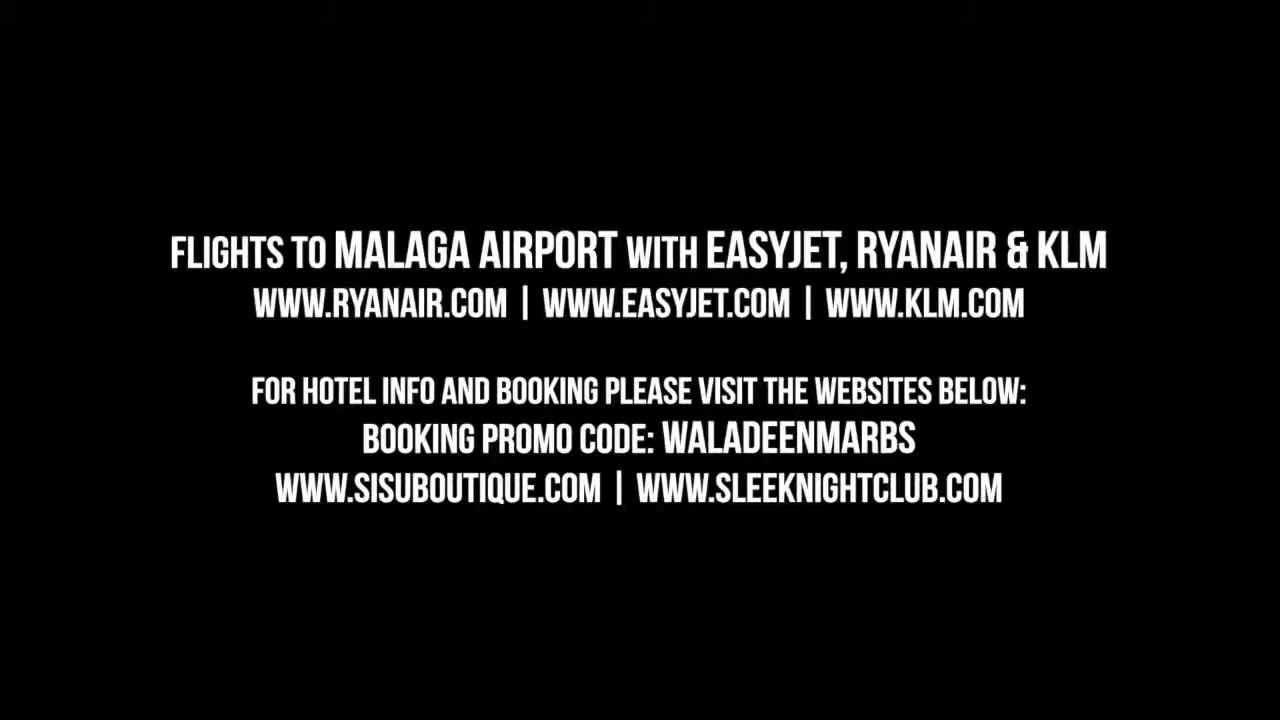 FLIGHTS TO MALAGA AIRPORT WITH EASYJET, RYANAIR & KLM
WWW.RYANAIR.COM | WWW.EASYJET.COM | WWW.KLM.COM
FOR HOTEL INFO AND BOOKING PLEASE VISIT THE WEBSITES BELOW:
BOOKING PROMO CODE: WALADEENMARBS
WWW.SISUBOUTIQUE.COM | WWW.SLEEKNIGHTCLUB.COM